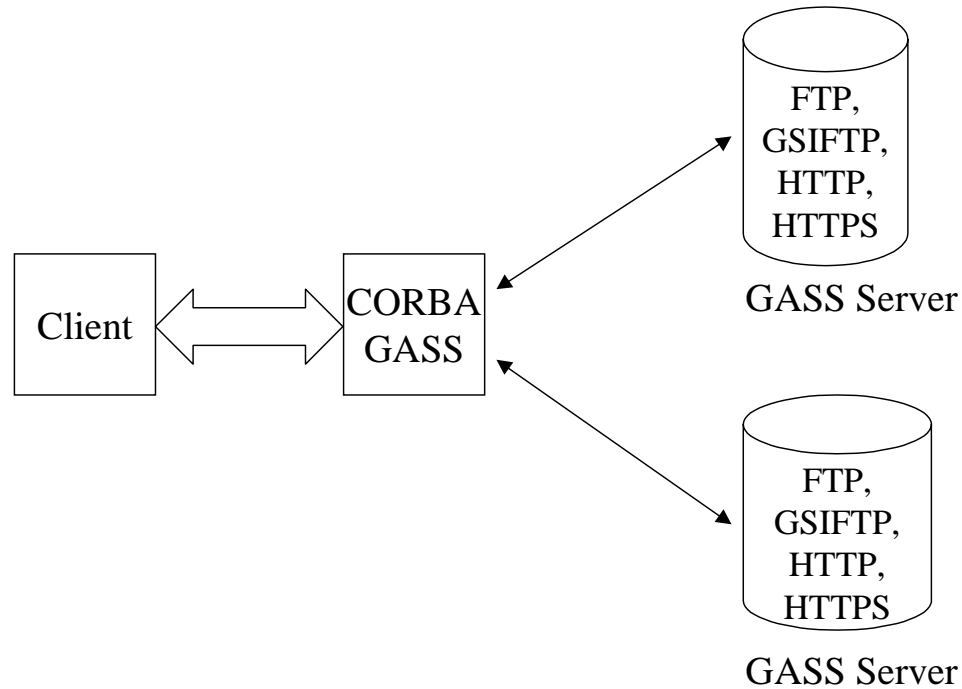 Client
CORBA
GASS
FTP,
GSIFTP,
HTTP,
HTTPS
GASS Server
FTP,
GSIFTP,
HTTP,
HTTPS
GASS Server